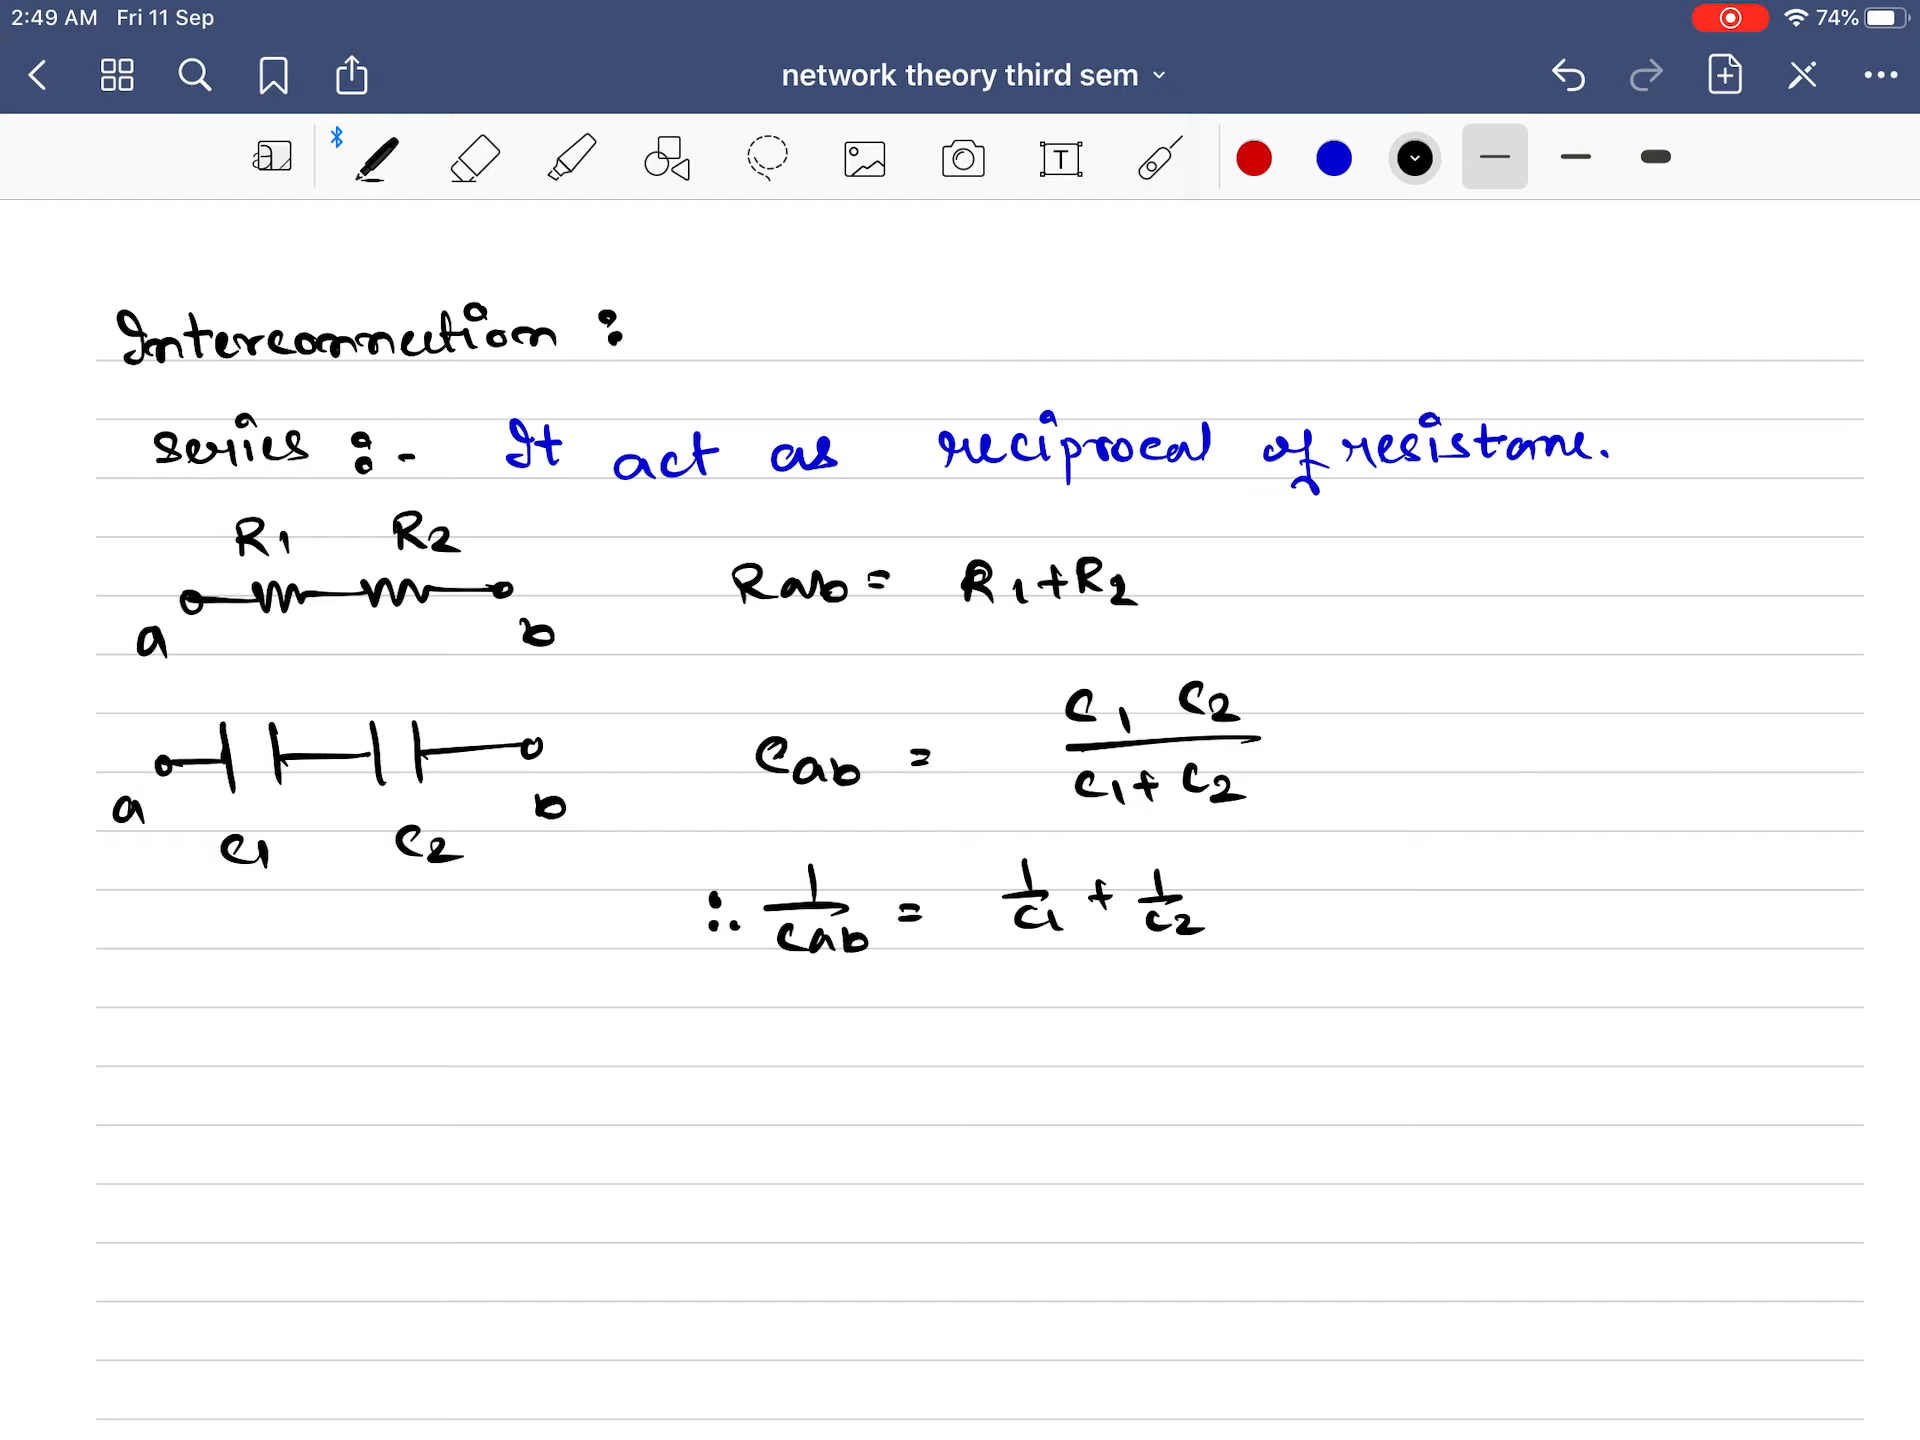 2:49 AM Fri 11 Sep 74%
network theory third sem
T
Interconnection :
series :- It act as reciprocal of resistane.
R1 R2
Rab = R1+R2
a b
C1 C2
Cab =
C1+C2
a b
C1 C2
∴ 1/Cab = 1/C1 + 1/C2